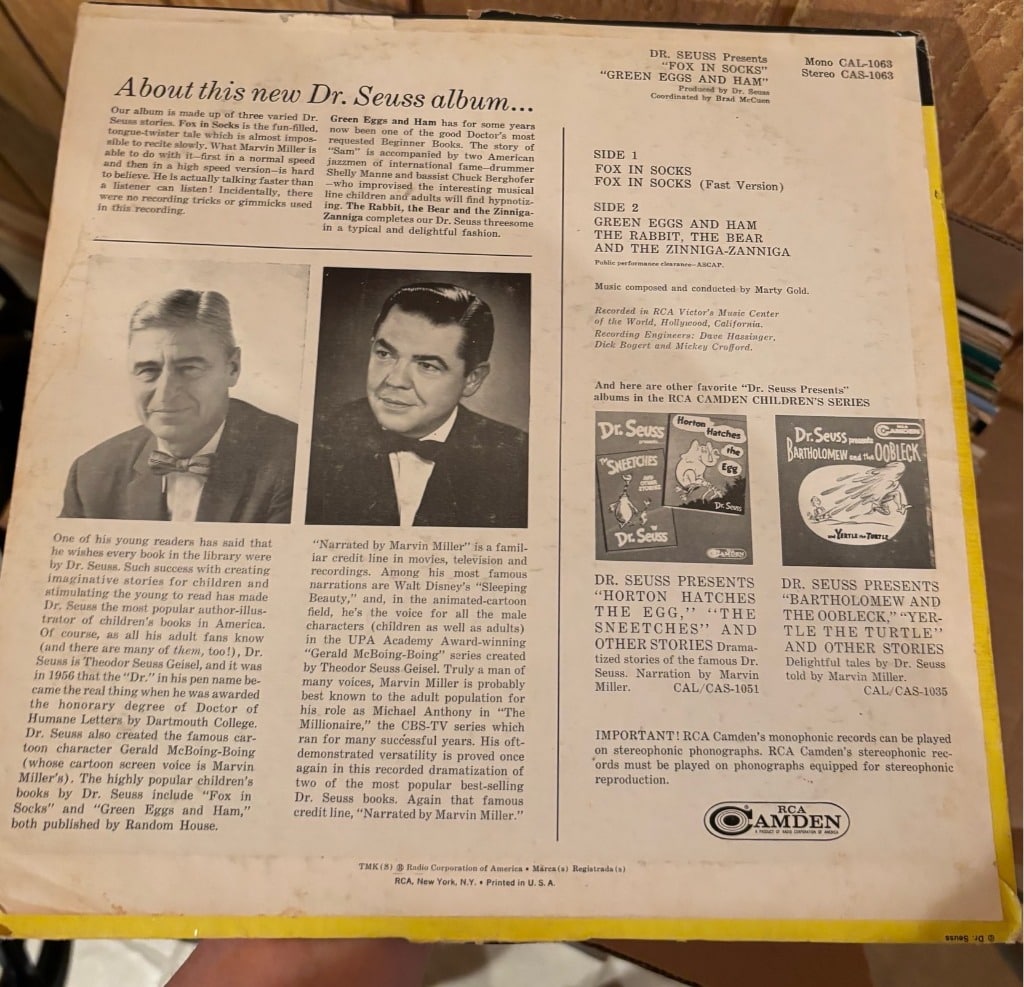 About this new Dr. Seuss album...
Our album is made up of three varied Dr.
Seuss stories. Fox in Socks is the fun-filled,
tongue-twister tale which is almost impos-
sible to recite slowly. What Marvin Miller is
able to do with it—first in a normal speed
and then in a high speed version—is hard
to believe. He is actually talking faster than
a listener can listen! Incidentally, there
were no recording tricks or gimmicks used
in this recording.
Green Eggs and Ham has for some years
now been one of the good Doctor's most
requested Beginner Books. The story of
"Sam" is accompanied by two American
jazzmen of international fame—drummer
Shelly Manne and bassist Chuck Berghofer
—who improvised the interesting musical
line children and adults will find hypnotiz-
ing. The Rabbit, the Bear and the Zinniga-
Zanniga completes our Dr. Seuss threesome
in a typical and delightful fashion.
One of his young readers has said that
he wishes every book in the library were
by Dr. Seuss. Such success with creating
imaginative stories for children and
stimulating the young to read has made
Dr. Seuss the most popular author-illus-
trator of children's books in America.
Of course, as all his adult fans know
(and there are many of them, too!), Dr.
Seuss is Theodor Seuss Geisel, and it was
in 1956 that the "Dr." in his pen name be-
came the real thing when he was awarded
the honorary degree of Doctor of
Humane Letters by Dartmouth College.
Dr. Seuss also created the famous car-
toon character Gerald McBoing-Boing
(whose cartoon screen voice is Marvin
Miller's). The highly popular children's
books by Dr. Seuss include "Fox in
Socks" and "Green Eggs and Ham,"
both published by Random House.
"Narrated by Marvin Miller" is a famil-
iar credit line in movies, television and
recordings. Among his most famous
narrations are Walt Disney's "Sleeping
Beauty," and, in the animated-cartoon
field, he's the voice for all the male
characters (children as well as adults)
in the UPA Academy Award-winning
"Gerald McBoing-Boing" series created
by Theodor Seuss Geisel. Truly a man of
many voices, Marvin Miller is probably
best known to the adult population for
his role as Michael Anthony in "The
Millionaire," the CBS-TV series which
ran for many successful years. His oft-
demonstrated versatility is proved once
again in this recorded dramatization of
two of the most popular best-selling
Dr. Seuss books. Again that famous
credit line, "Narrated by Marvin Miller."
DR. SEUSS Presents
"FOX IN SOCKS"
"GREEN EGGS AND HAM"
Produced by Dr. Seuss
Coordinated by Brad McCuen
Mono CAL-1063
Stereo CAS-1063
SIDE 1
FOX IN SOCKS
FOX IN SOCKS (Fast Version)
SIDE 2
GREEN EGGS AND HAM
THE RABBIT, THE BEAR
AND THE ZINNIGA-ZANNIGA
Public performance clearance—ASCAP.
Music composed and conducted by Marty Gold.
Recorded in RCA Victor's Music Center
of the World, Hollywood, California.
Recording Engineers: Dave Hassinger,
Dick Bogert and Mickey Crofford.
And here are other favorite "Dr. Seuss Presents"
albums in the RCA CAMDEN CHILDREN'S SERIES
Dr. Seuss
presents
THE SNEETCHES
AND OTHER STORIES
Dr. Seuss
Horton
Hatches
the
Egg
Dr. Seuss
CAMDEN
RCA
CAMDEN
Dr. Seuss presents
BARTHOLOMEW and the OOBLECK
and YERTLE the TURTLE
DR. SEUSS PRESENTS
"HORTON HATCHES
THE EGG," "THE
SNEETCHES" AND
OTHER STORIES Drama-
tized stories of the famous Dr.
Seuss. Narration by Marvin
Miller. CAL/CAS-1051
DR. SEUSS PRESENTS
"BARTHOLOMEW AND
THE OOBLECK," "YER-
TLE THE TURTLE"
AND OTHER STORIES
Delightful tales by Dr. Seuss
told by Marvin Miller.
CAL/CAS-1035
IMPORTANT! RCA Camden's monophonic records can be played
on stereophonic phonographs. RCA Camden's stereophonic rec-
ords must be played on phonographs equipped for stereophonic
reproduction.
RCA
CAMDEN
A PRODUCT OF RADIO CORPORATION OF AMERICA
TMK(S) ® Radio Corporation of America • Marca(s) Registrada(s)
RCA, New York, N.Y. • Printed in U. S. A.
© Dr. Seuss